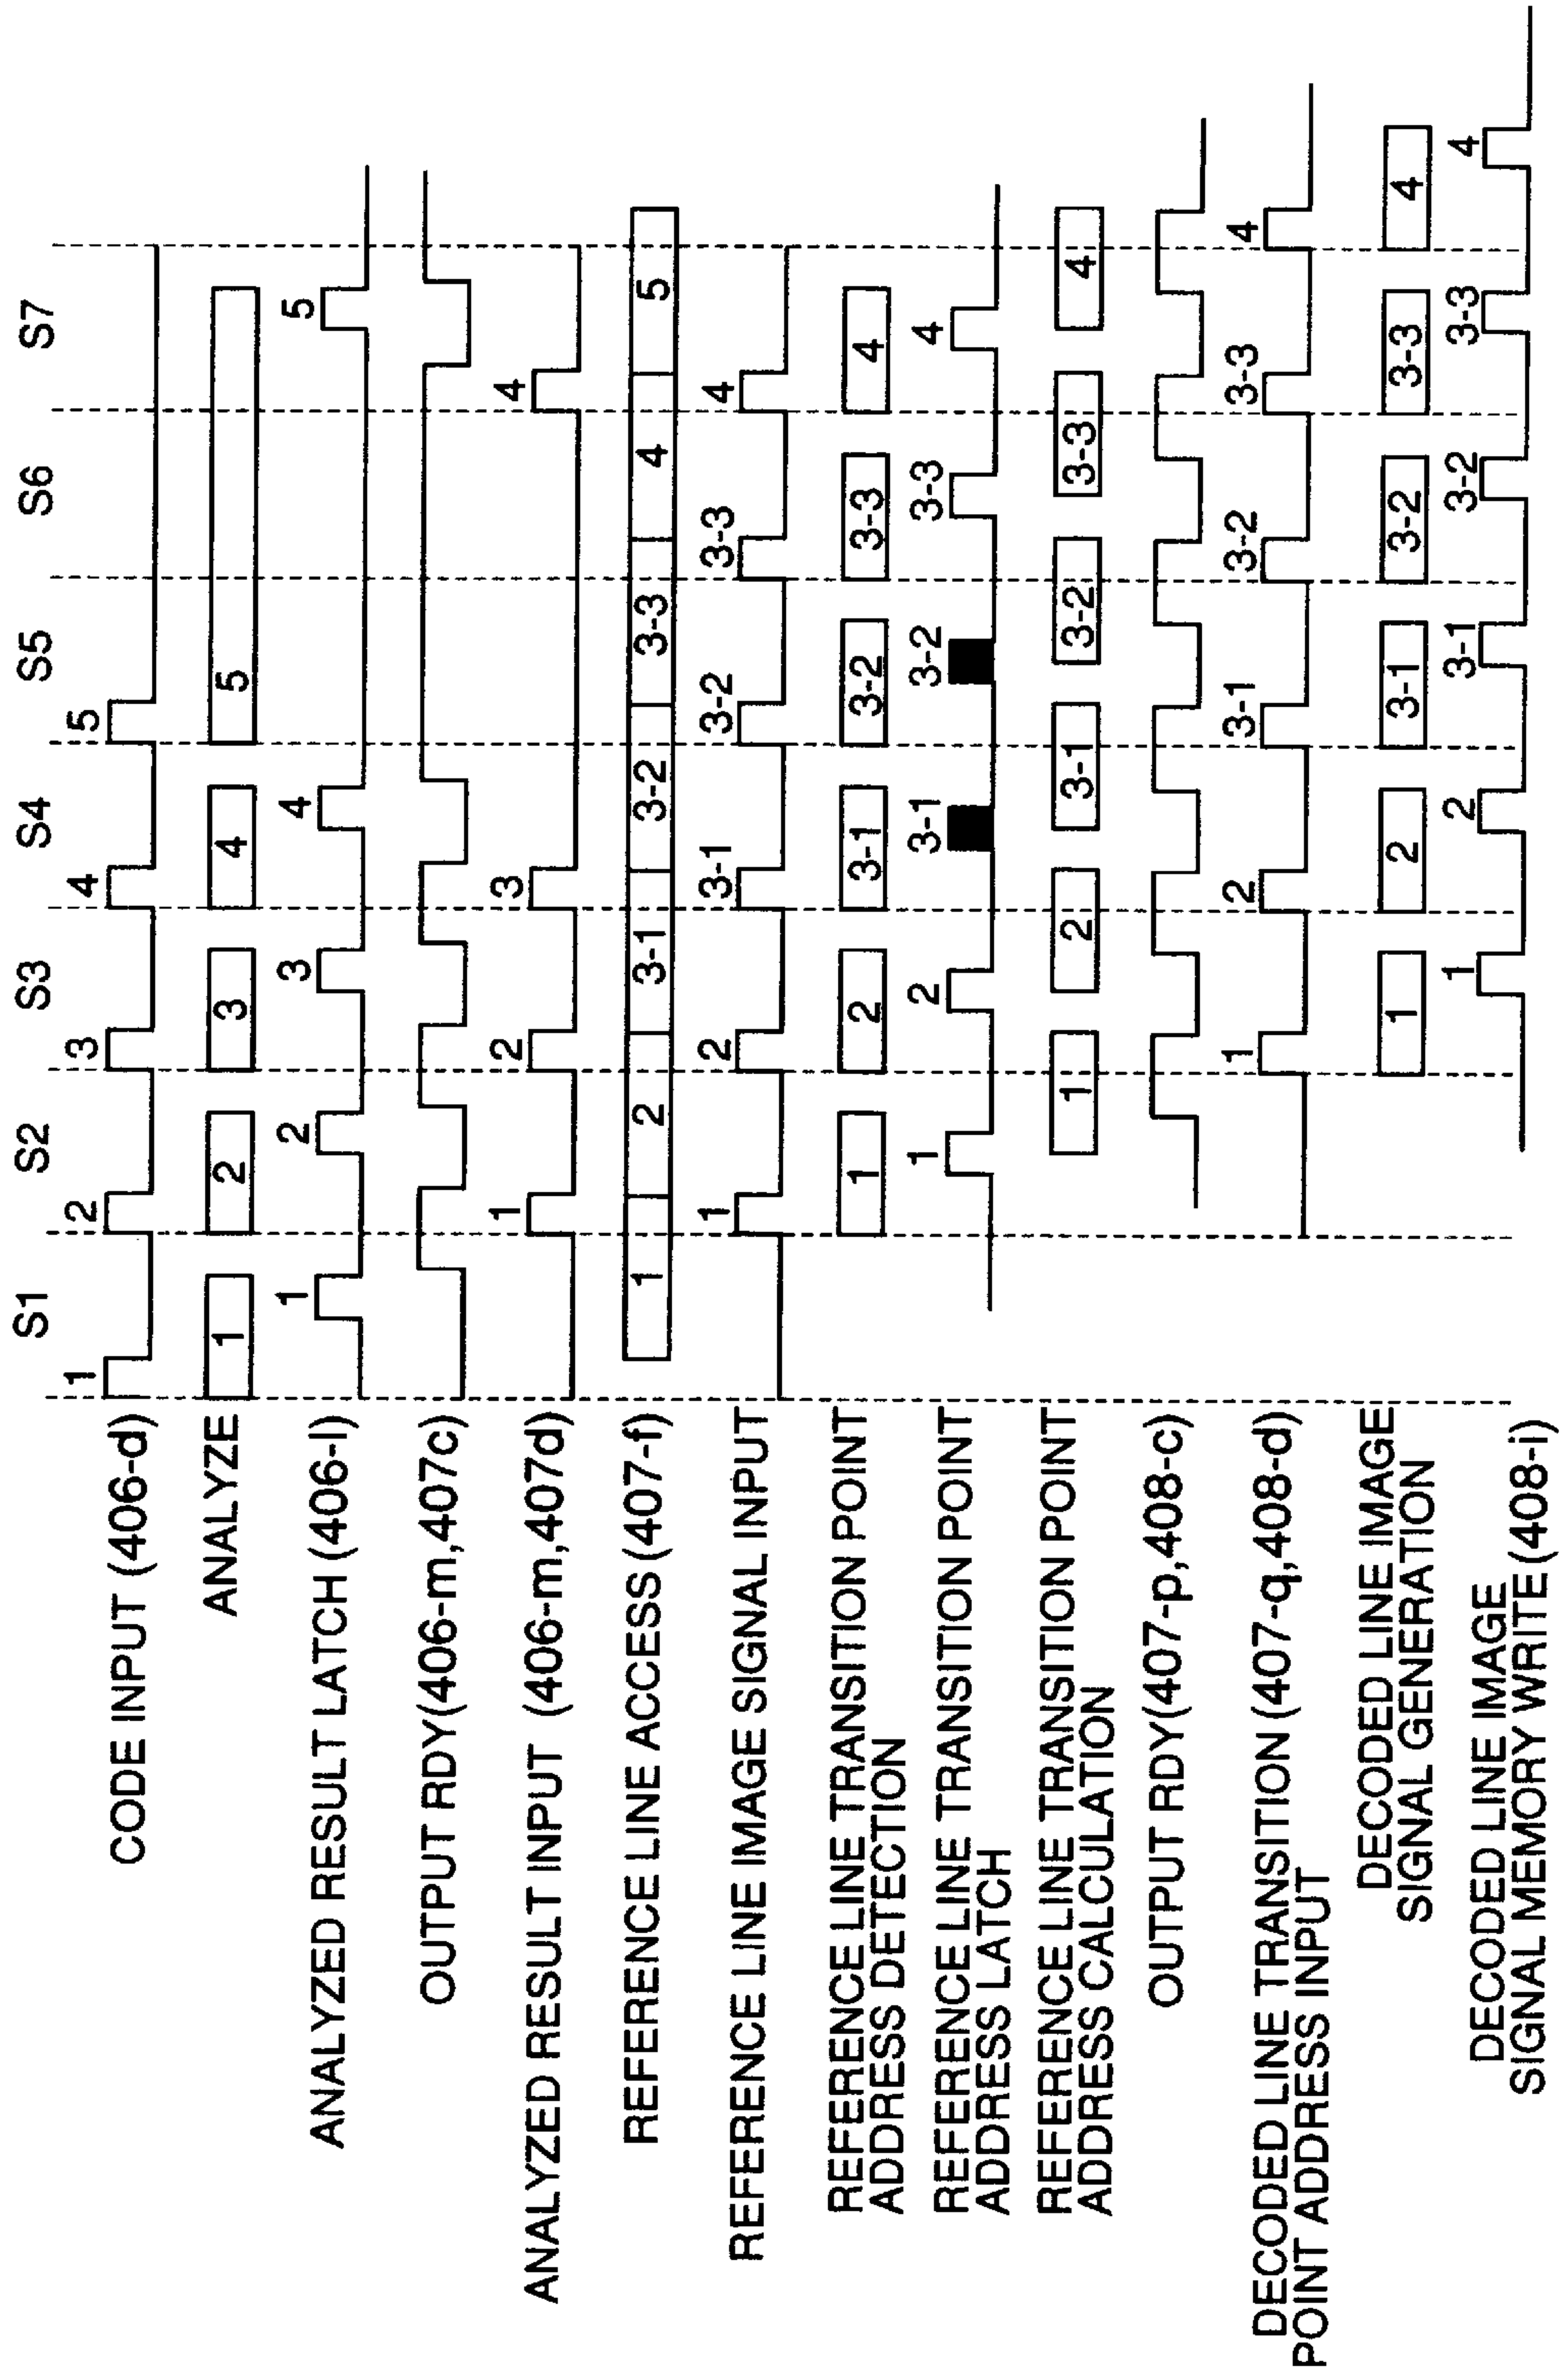 S1 S2 S3 S4 S5 S6 S7
CODE INPUT (406-d) 1 2 3 4 5
ANALYZE 1 2 3 4 5
ANALYZED RESULT LATCH (406-l) 1 2 3 4 5
OUTPUT RDY(406-m,407c)
ANALYZED RESULT INPUT (406-m,407d) 1 2 3 4
REFERENCE LINE ACCESS (407-f) 1 2 3-1 3-2 3-3 4 5
REFERENCE LINE IMAGE SIGNAL INPUT 1 2 3-1 3-2 3-3 4
REFERENCE LINE TRANSITION POINT
ADDRESS DETECTION 1 2 3-1 3-2 3-3 4
REFERENCE LINE TRANSITION POINT
ADDRESS LATCH 1 2 3-1 3-2 3-3 4
REFERENCE LINE TRANSITION POINT
ADDRESS CALCULATION 1 2 3-1 3-2 3-3 4
OUTPUT RDY(407-p,408-c)
DECODED LINE TRANSITION (407-q,408-d)
POINT ADDRESS INPUT 1 2 3-1 3-2 3-3 4
DECODED LINE IMAGE
SIGNAL GENERATION 1 2 3-1 3-2 3-3 4
DECODED LINE IMAGE
SIGNAL MEMORY WRITE (408-i) 1 2 3-1 3-2 3-3 4